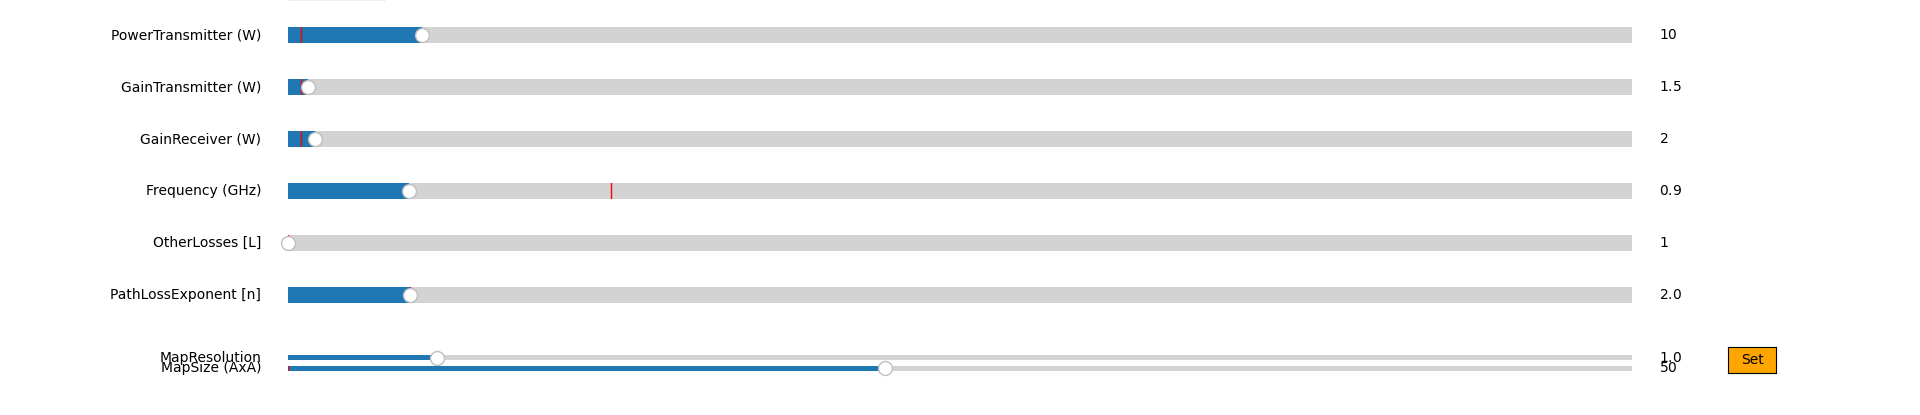 PowerTransmitter (W) 10
GainTransmitter (W) 1.5
GainReceiver (W) 2
Frequency (GHz) 0.9
OtherLosses [L] 1
PathLossExponent [n] 2.0
MapResolution 1.0
MapSize (AxA) 50
Set